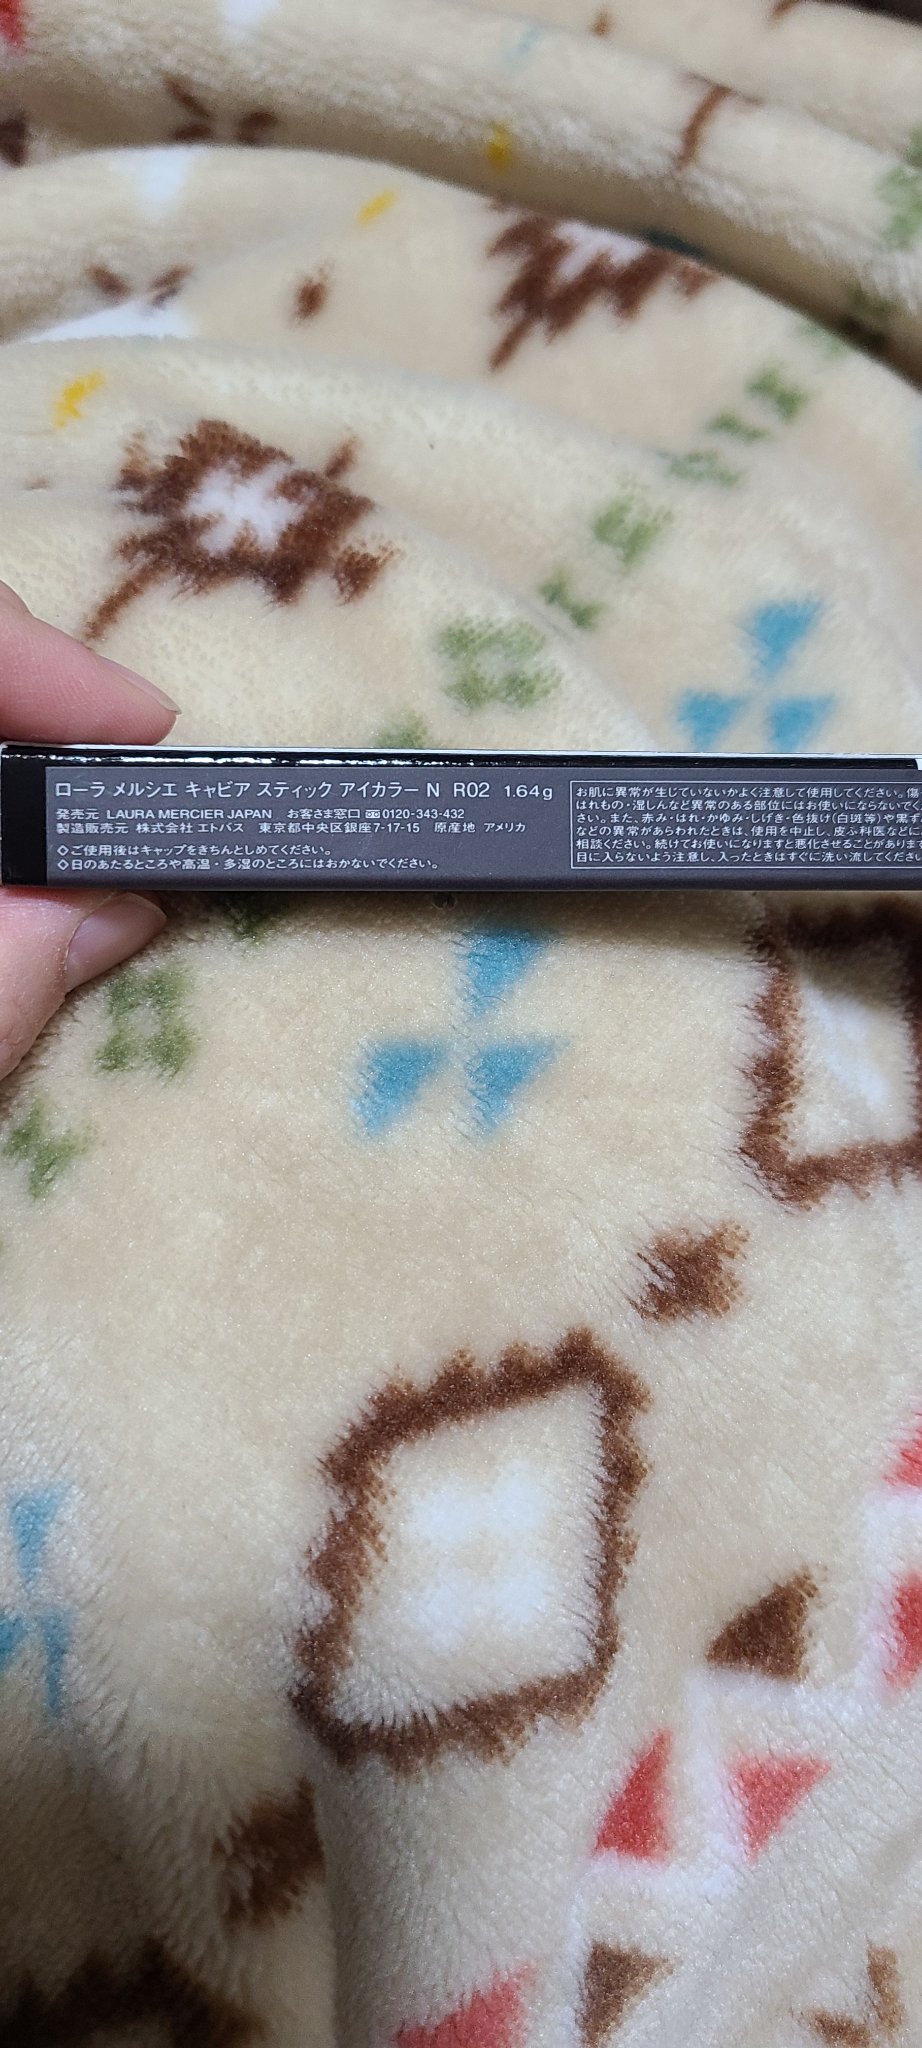 ローラ メルシエ キャビア スティック アイカラー N R02 1.64g
発売元 LAURA MERCIER JAPAN お客さま窓口 0120-343-432
製造販売元 株式会社 エトバス 東京都中央区銀座7-17-15 原産地 アメリカ
◇ご使用後はキャップをきちんとしめてください。
◇日のあたるところや高温・多湿のところにはおかないでください。
お肌に異常が生じていないかよく注意して使用してください。傷
はれもの・湿しんなど異常のある部位にはお使いにならないで
さい。また、赤み・はれ・かゆみ・しげき・色抜け(白斑等)や黒ず
などの異常があらわれたときは、使用を中止し、皮ふ科医などに
相談ください。続けてお使いになりますと悪化させることがありま
目に入らないよう注意し、入ったときはすぐに洗い流してくださ